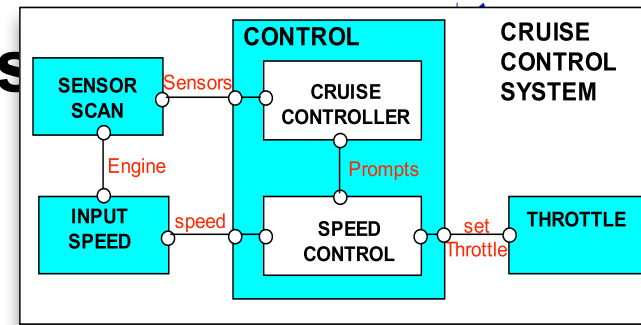 S
CONTROL
CRUISE
CONTROL
SYSTEM
SENSOR
SCAN
Sensors
CRUISE
CONTROLLER
Engine
Prompts
INPUT
SPEED
speed
SPEED
CONTROL
set
Throttle
THROTTLE